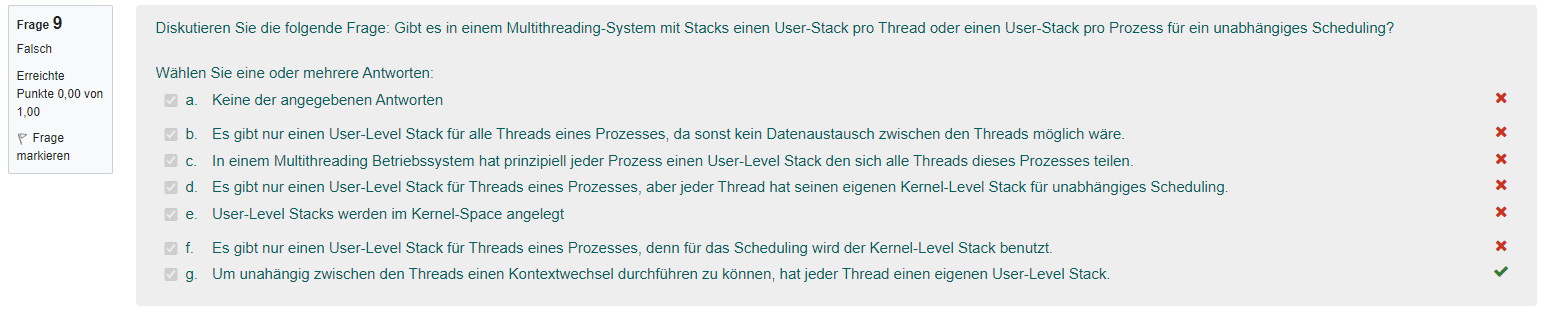 Frage 9
Falsch
Erreichte
Punkte 0,00 von
1,00
Frage
markieren
Diskutieren Sie die folgende Frage: Gibt es in einem Multithreading-System mit Stacks einen User-Stack pro Thread oder einen User-Stack pro Prozess für ein unabhängiges Scheduling?
Wählen Sie eine oder mehrere Antworten:
a. Keine der angegebenen Antworten
b. Es gibt nur einen User-Level Stack für alle Threads eines Prozesses, da sonst kein Datenaustausch zwischen den Threads möglich wäre.
c. In einem Multithreading Betriebssystem hat prinzipiell jeder Prozess einen User-Level Stack den sich alle Threads dieses Prozesses teilen.
d. Es gibt nur einen User-Level Stack für Threads eines Prozesses, aber jeder Thread hat seinen eigenen Kernel-Level Stack für unabhängiges Scheduling.
e. User-Level Stacks werden im Kernel-Space angelegt
f. Es gibt nur einen User-Level Stack für Threads eines Prozesses, denn für das Scheduling wird der Kernel-Level Stack benutzt.
g. Um unahängig zwischen den Threads einen Kontextwechsel durchführen zu können, hat jeder Thread einen eigenen User-Level Stack.